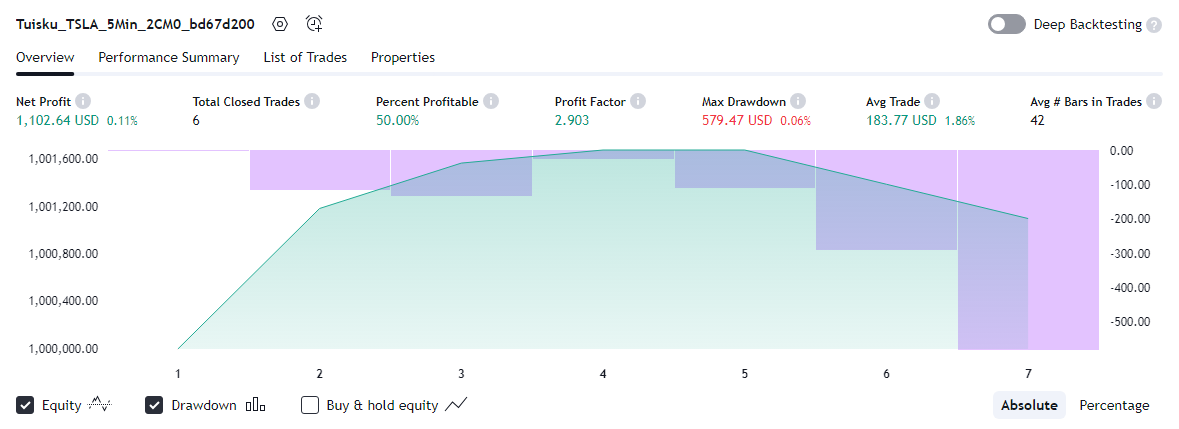 Tuisku_TSLA_5Min_2CM0_bd67d200
Deep Backtesting ?
Overview Performance Summary List of Trades Properties
Net Profit Total Closed Trades Percent Profitable Profit Factor Max Drawdown Avg Trade Avg # Bars in Trades
1,102.64 USD 0.11% 6 50.00% 2.903 579.47 USD 0.06% 183.77 USD 1.86% 42
1,001,600.00 0.00
-100.00
1,001,200.00 -200.00
1,000,800.00 -300.00
1,000,400.00 -400.00
-500.00
1,000,000.00
1 2 3 4 5 6 7
Equity Drawdown Buy & hold equity Absolute Percentage